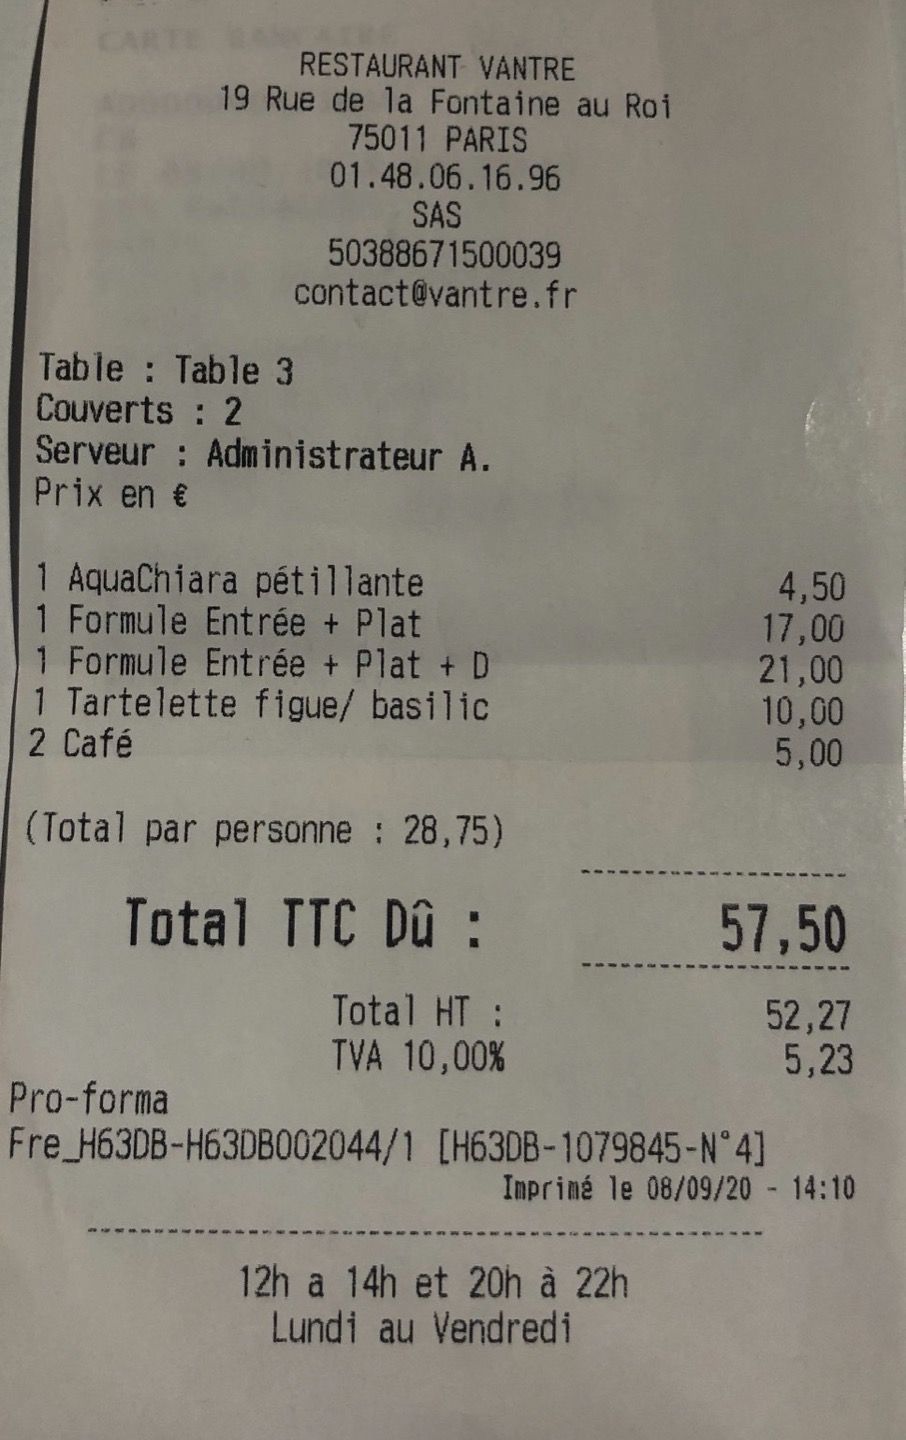 RESTAURANT VANTRE
19 Rue de la Fontaine au Roi
75011 PARIS
01.48.06.16.96
SAS
50388671500039
contact@vantre.fr
Table : Table 3
Couverts : 2
Serveur : Administrateur A.
Prix en €
1 AquaChiara pétillante 4,50
1 Formule Entrée + Plat 17,00
1 Formule Entrée + Plat + D 21,00
1 Tartelette figue/ basilic 10,00
2 Café 5,00
(Total par personne : 28,75)
Total TTC Dû : 57,50
Total HT : 52,27
TVA 10,00% 5,23
Pro-forma
Fre_H63DB-H63DB002044/1 [H63DB-1079845-N°4]
Imprimé le 08/09/20 - 14:10
12h a 14h et 20h à 22h
Lundi au Vendredi